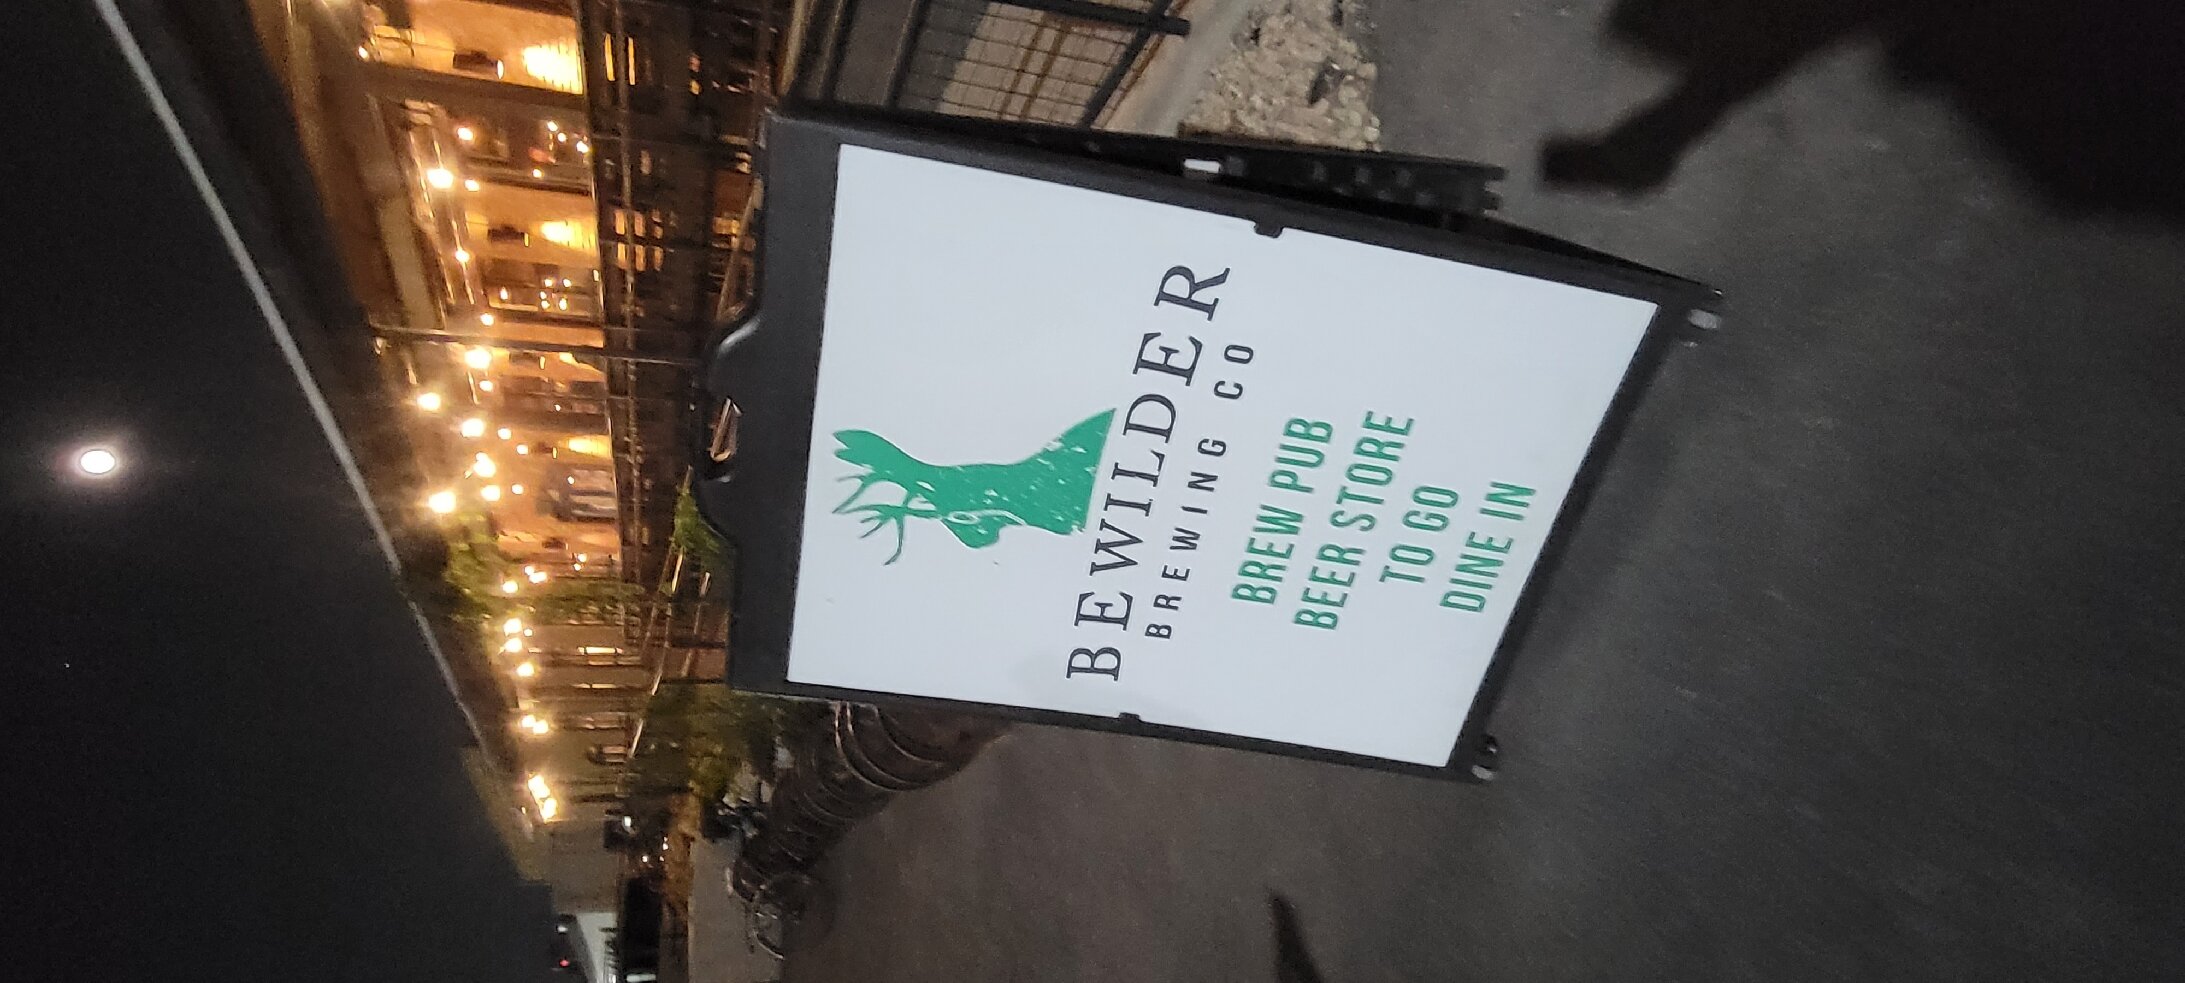 BEWILDER
BREWING CO
BREW PUB
BEER STORE
TO GO
DINE IN